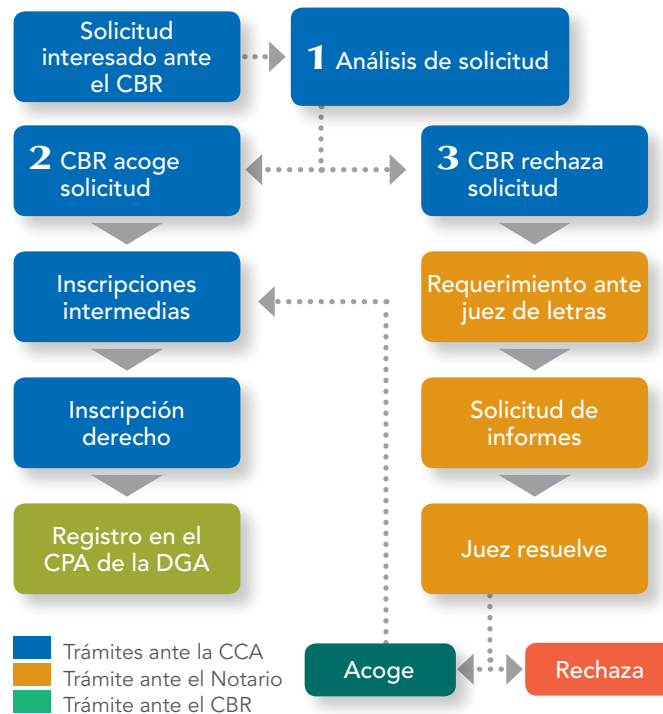 Solicitud
interesado ante
el CBR
1 Análisis de solicitud
2 CBR acoge
solicitud
3 CBR rechaza
solicitud
Inscripciones
intermedias
Requerimiento ante
juez de letras
Inscripción
derecho
Solicitud de
informes
Registro en el
CPA de la DGA
Juez resuelve
Trámites ante la CCA
Trámite ante el Notario
Trámite ante el CBR
Acoge
Rechaza